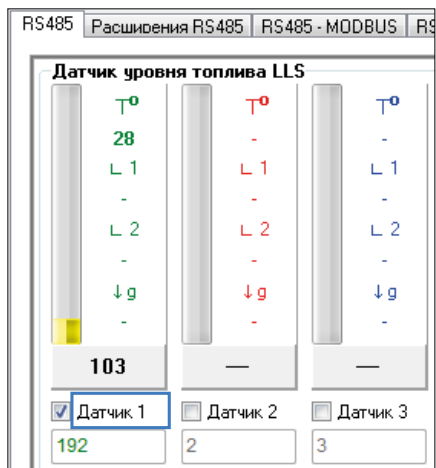 RS485 Расширения RS485 RS485 - MODBUS RS
Датчик уровня топлива LLS
T° T° T°
28 - -
∟ 1 ∟ 1 ∟ 1
- - -
∟ 2 ∟ 2 ∟ 2
- - -
↓g ↓g ↓g
- - -
103 — —
Датчик 1 Датчик 2 Датчик 3
192 2 3